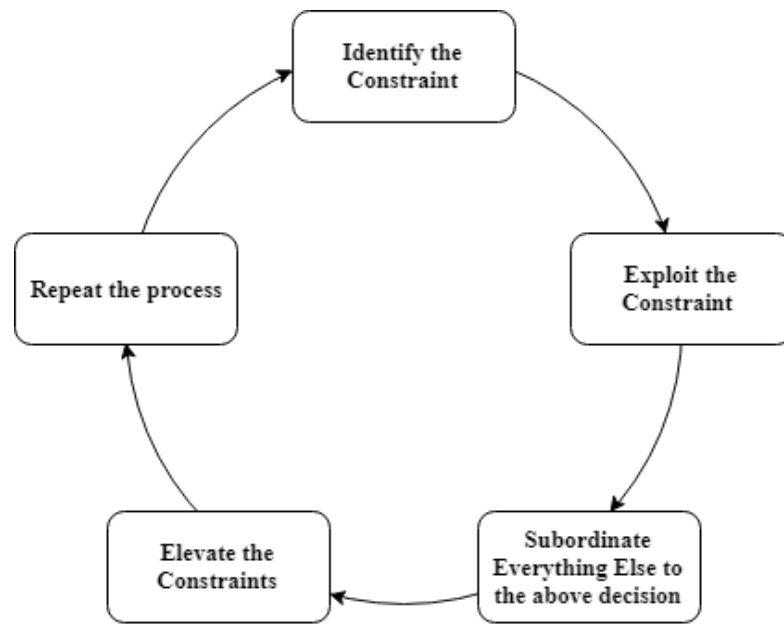 Identify the
Constraint
Exploit the
Constraint
Subordinate
Everything Else to
the above decision
Elevate the
Constraints
Repeat the process